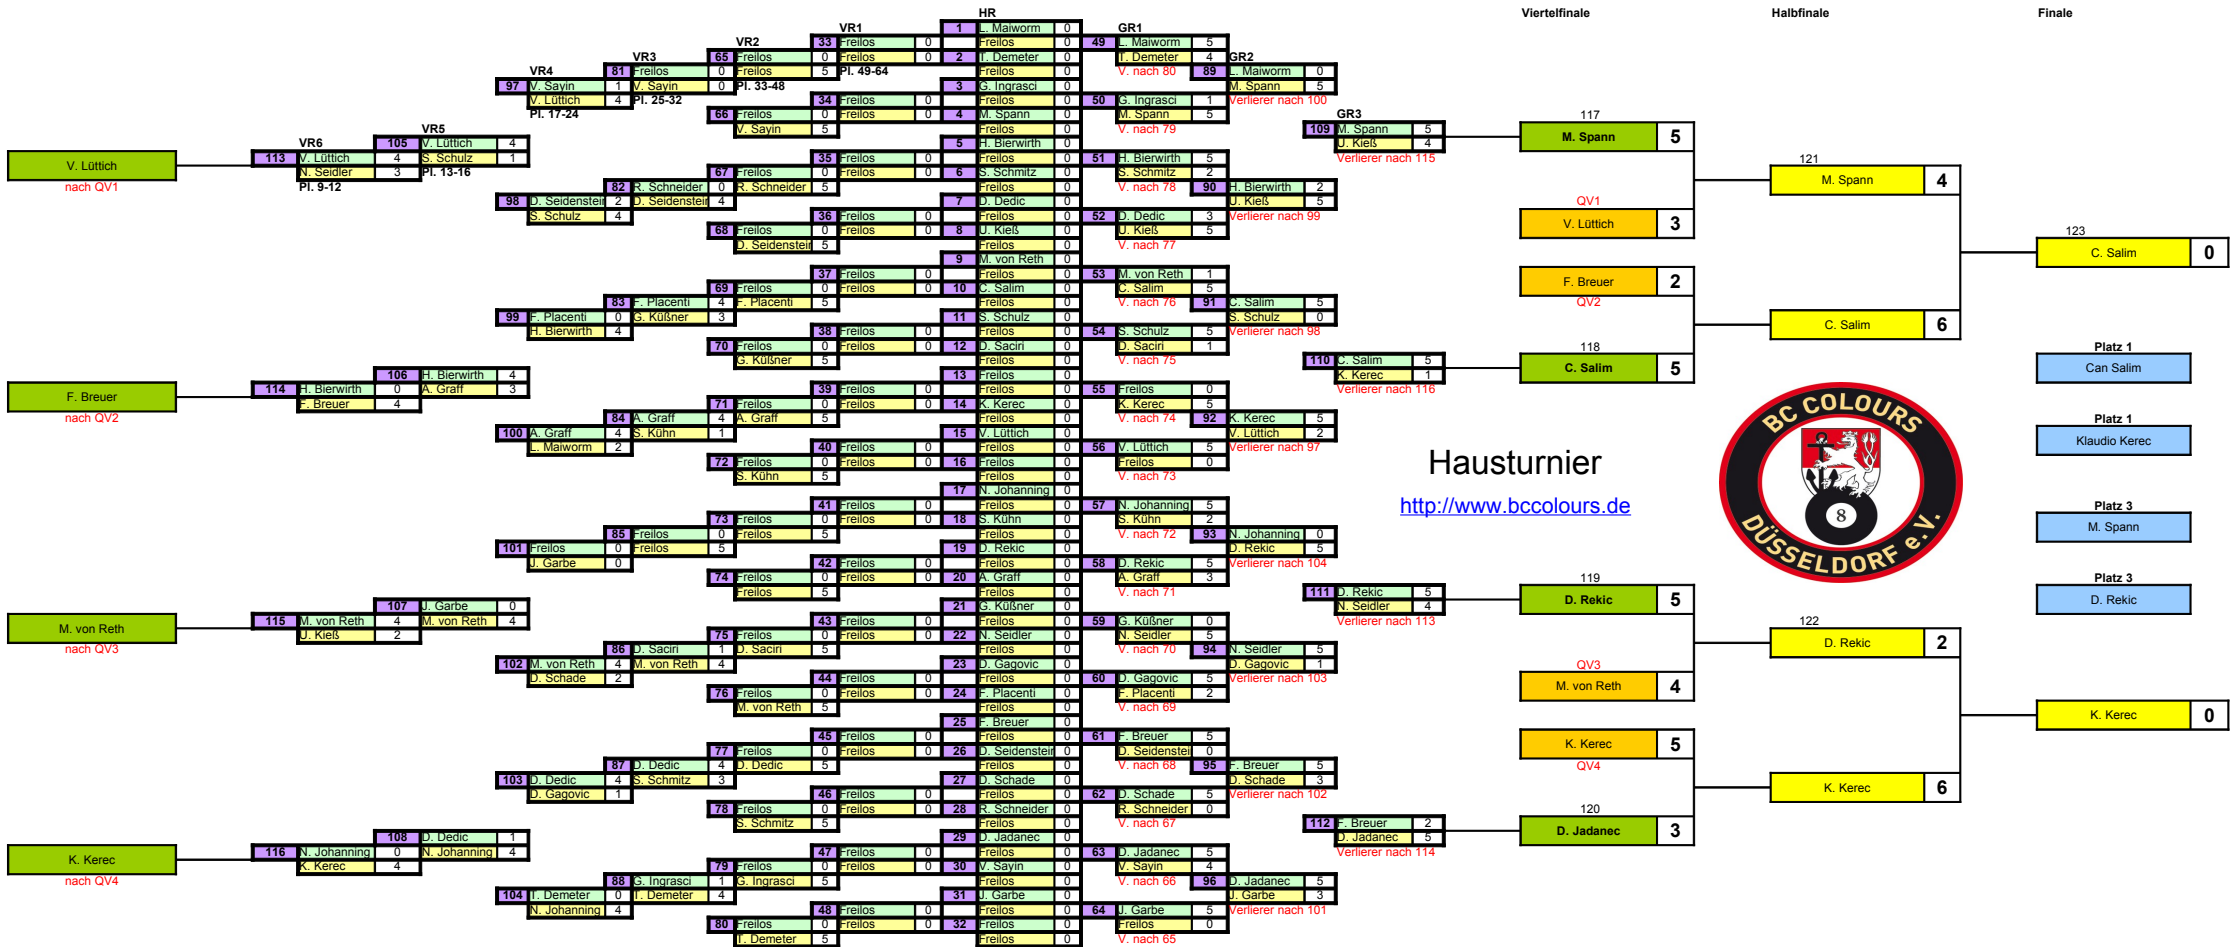 HR
Viertelfinale
Halbfinale
Finale
VR1
GR1
1 L. Maiworm 0
Freilos 0
33 Freilos 0
Freilos 0
2 T. Demeter 0
Freilos 0
49 L. Maiworm 5
T. Demeter 4
V. nach 80
VR2
65 Freilos 0
Freilos 5
Pl. 49-64
GR2
89 L. Maiworm 0
M. Spann 5
Verlierer nach 100
VR3
81 Freilos 0
V. Sayin 0
Pl. 33-48
VR4
97 V. Sayin 1
V. Lüttich 4
Pl. 25-32
Pl. 17-24
3 G. Ingrasci 0
Freilos 0
34 Freilos 0
Freilos 0
4 M. Spann 0
Freilos 0
50 G. Ingrasci 1
M. Spann 5
V. nach 79
66 Freilos 0
V. Sayin 5
GR3
109 M. Spann 5
U. Kieß 4
Verlierer nach 115
117
M. Spann 5
VR5
105 V. Lüttich 4
S. Schulz 1
Pl. 13-16
VR6
113 V. Lüttich 4
N. Seidler 3
Pl. 9-12
V. Lüttich
nach QV1
5 H. Bierwirth 0
Freilos 0
35 Freilos 0
Freilos 0
6 S. Schmitz 0
Freilos 0
51 H. Bierwirth 5
S. Schmitz 2
V. nach 78
67 Freilos 0
R. Schneider 5
82 R. Schneider 0
D. Seidenstein 4
98 D. Seidenstein 2
S. Schulz 4
90 H. Bierwirth 2
U. Kieß 5
Verlierer nach 99
121
M. Spann 4
7 D. Dedic 0
Freilos 0
36 Freilos 0
Freilos 0
8 U. Kieß 0
Freilos 0
52 D. Dedic 3
U. Kieß 5
V. nach 77
68 Freilos 0
D. Seidenstein 5
QV1
V. Lüttich 3
123
C. Salim 0
9 M. von Reth 0
Freilos 0
37 Freilos 0
Freilos 0
10 C. Salim 0
Freilos 0
53 M. von Reth 1
C. Salim 5
V. nach 76
69 Freilos 0
F. Placenti 5
83 F. Placenti 4
G. Küßner 3
99 F. Placenti 0
H. Bierwirth 4
91 C. Salim 5
S. Schulz 0
Verlierer nach 98
F. Breuer 2
QV2
C. Salim 6
11 S. Schulz 0
Freilos 0
38 Freilos 0
Freilos 0
12 D. Saciri 0
Freilos 0
54 S. Schulz 5
D. Saciri 1
V. nach 75
70 Freilos 0
G. Küßner 5
110 C. Salim 5
K. Kerec 1
Verlierer nach 116
118
C. Salim 5
Platz 1
Can Salim
106 H. Bierwirth 4
A. Graff 3
114 H. Bierwirth 0
F. Breuer 4
F. Breuer
nach QV2
13 Freilos 0
Freilos 0
39 Freilos 0
Freilos 0
14 K. Kerec 0
Freilos 0
55 Freilos 0
K. Kerec 5
V. nach 74
71 Freilos 0
A. Graff 5
84 A. Graff 4
S. Kühn 1
100 A. Graff 4
L. Maiworm 2
92 K. Kerec 5
V. Lüttich 2
Verlierer nach 97
15 V. Lüttich 0
Freilos 0
40 Freilos 0
Freilos 0
16 Freilos 0
Freilos 0
56 V. Lüttich 5
Freilos 0
V. nach 73
72 Freilos 0
S. Kühn 5
Hausturnier
http://www.bccolours.de
BC COLOURS
8
DÜSSELDORF e.V.
Platz 1
Klaudio Kerec
Platz 3
M. Spann
Platz 3
D. Rekic
17 N. Johanning 0
Freilos 0
41 Freilos 0
Freilos 0
18 S. Kühn 0
Freilos 0
57 N. Johanning 5
S. Kühn 2
V. nach 72
73 Freilos 0
Freilos 5
85 Freilos 0
Freilos 5
101 Freilos 0
J. Garbe 0
93 N. Johanning 0
D. Rekic 5
Verlierer nach 104
19 D. Rekic 0
Freilos 0
42 Freilos 0
Freilos 0
20 A. Graff 0
Freilos 0
58 D. Rekic 5
A. Graff 3
V. nach 71
74 Freilos 0
Freilos 5
111 D. Rekic 5
N. Seidler 4
Verlierer nach 113
119
D. Rekic 5
107 J. Garbe 0
M. von Reth 4
115 M. von Reth 4
U. Kieß 2
M. von Reth
nach QV3
21 G. Küßner 0
Freilos 0
43 Freilos 0
Freilos 0
22 N. Seidler 0
Freilos 0
59 G. Küßner 0
N. Seidler 5
V. nach 70
75 Freilos 0
D. Saciri 5
86 D. Saciri 1
M. von Reth 4
102 M. von Reth 4
D. Schade 2
94 N. Seidler 5
D. Gagovic 1
Verlierer nach 103
122
D. Rekic 2
23 D. Gagovic 0
Freilos 0
44 Freilos 0
Freilos 0
24 F. Placenti 0
Freilos 0
60 D. Gagovic 5
F. Placenti 2
V. nach 69
76 Freilos 0
M. von Reth 5
QV3
M. von Reth 4
K. Kerec 0
25 F. Breuer 0
Freilos 0
45 Freilos 0
Freilos 0
26 D. Seidenstein 0
Freilos 0
61 F. Breuer 5
D. Seidenstei 0
V. nach 68
77 Freilos 0
D. Dedic 5
87 D. Dedic 4
S. Schmitz 3
103 D. Dedic 4
D. Gagovic 1
95 F. Breuer 5
D. Schade 3
Verlierer nach 102
K. Kerec 5
QV4
K. Kerec 6
27 D. Schade 0
Freilos 0
46 Freilos 0
Freilos 0
28 R. Schneider 0
Freilos 0
62 D. Schade 5
R. Schneider 0
V. nach 67
78 Freilos 0
S. Schmitz 5
112 F. Breuer 2
D. Jadanec 5
Verlierer nach 114
120
D. Jadanec 3
108 D. Dedic 1
N. Johanning 4
116 N. Johanning 0
K. Kerec 4
K. Kerec
nach QV4
29 D. Jadanec 0
Freilos 0
47 Freilos 0
Freilos 0
30 V. Sayin 0
Freilos 0
63 D. Jadanec 5
V. Sayin 4
V. nach 66
79 Freilos 0
G. Ingrasci 5
88 G. Ingrasci 1
T. Demeter 4
104 T. Demeter 0
N. Johanning 4
96 D. Jadanec 5
J. Garbe 3
Verlierer nach 101
31 J. Garbe 0
Freilos 0
48 Freilos 0
Freilos 0
32 Freilos 0
Freilos 0
64 J. Garbe 5
Freilos 0
V. nach 65
80 Freilos 0
T. Demeter 5